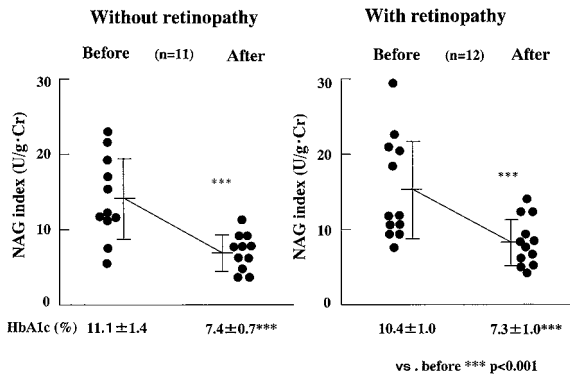 Without retinopathy
Before (n=11) After
NAG index (U/g·Cr)
30
20
10
0
***
HbA1c (%) 11.1±1.4 7.4±0.7***
With retinopathy
Before (n=12) After
NAG index (U/g·Cr)
30
20
10
0
***
10.4±1.0 7.3±1.0***
vs. before *** p<0.001